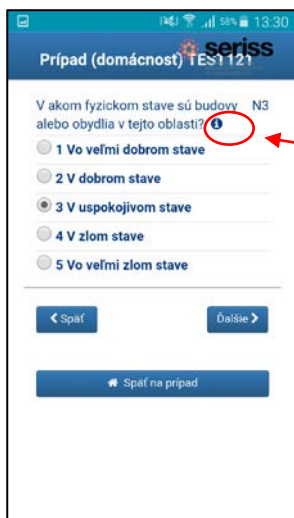 58% 13:30
seriss
Prípad (domácnosť) TEST1121
V akom fyzickom stave sú budovy N3
alebo obydlia v tejto oblasti?
1 Vo veľmi dobrom stave
2 V dobrom stave
3 V uspokojivom stave
4 V zlom stave
5 Vo veľmi zlom stave
Späť Ďalšie
Späť na prípad